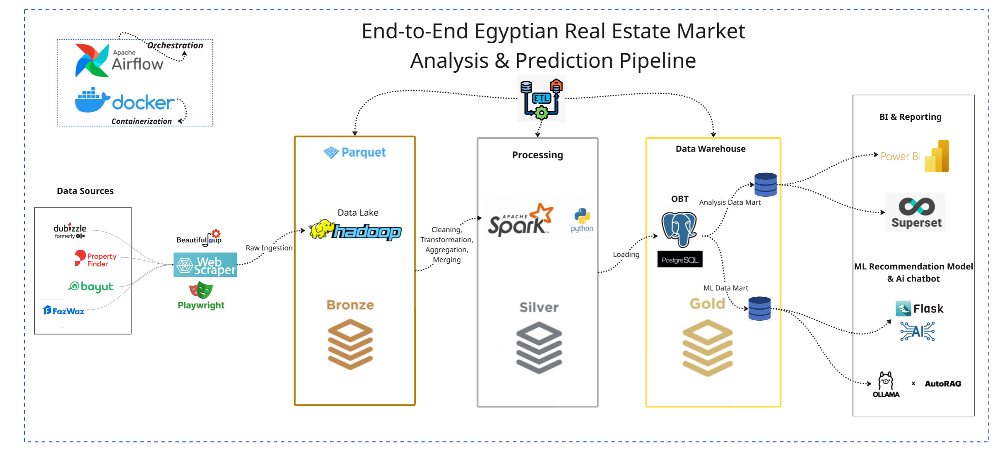 End-to-End Egyptian Real Estate Market
Analysis & Prediction Pipeline
Orchestration
Apache
Airflow
docker
Containerization
ETL
Data Sources
dubizzle
formerly olx
Property
Finder
bayut
FazWaz
BeautifulSoup
Web
Scraper
Playwright
Raw Ingestion
Parquet
Data Lake
hadoop
Bronze
Cleaning,
Transformation,
Aggregation,
Merging
Processing
APACHE
Spark™
python
Silver
Loading
Data Warehouse
OBT
PostgreSQL
Analysis Data Mart
ML Data Mart
Gold
BI & Reporting
Power BI
Superset
ML Recommendation Model
& Ai chatbot
Flask
AI
OLLAMA
x
AutoRAG